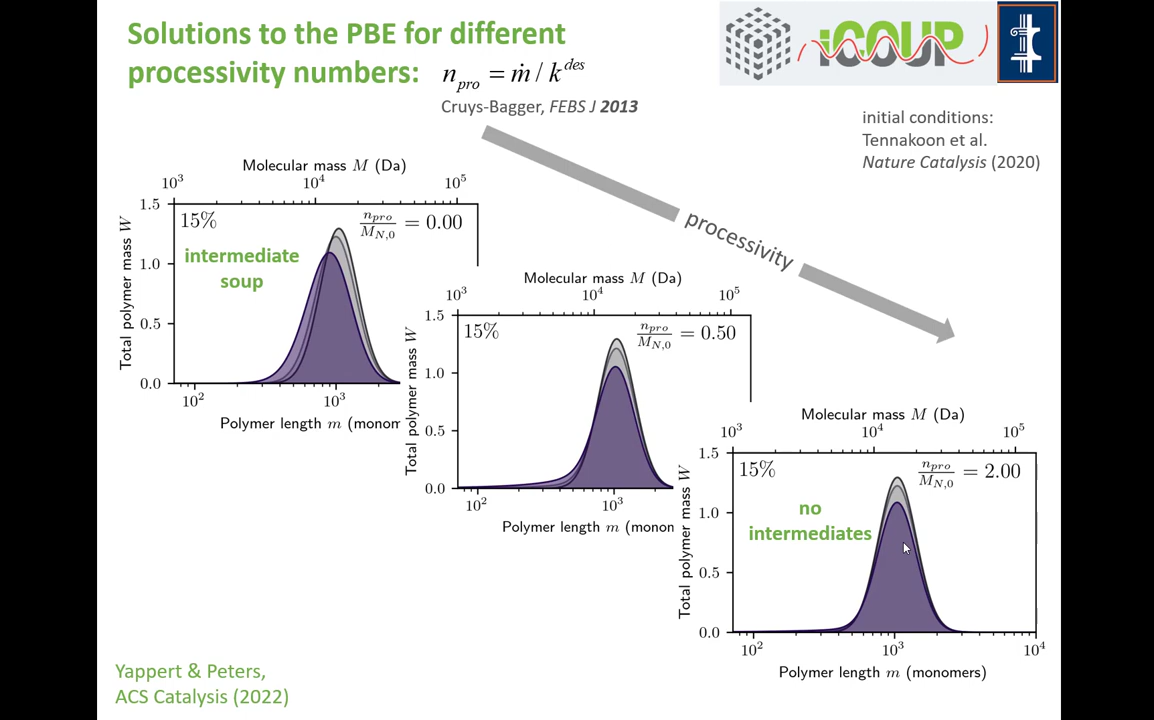 Solutions to the PBE for different
processivity numbers: n_pro = ṁ / k^des
Cruys-Bagger, FEBS J 2013
iCOUP
initial conditions:
Tennakoon et al.
Nature Catalysis (2020)
processivity
Molecular mass M (Da)
10^3 10^4 10^5
Total polymer mass W
1.5
1.0
0.5
0.0
15%
n_pro/M_N,0 = 0.00
intermediate
soup
10^2 10^3
Polymer length m (monom
Molecular mass M (Da)
10^3 10^4 10^5
Total polymer mass W
1.5
1.0
0.5
0.0
15%
n_pro/M_N,0 = 0.50
10^2 10^3
Polymer length m (monon
Molecular mass M (Da)
10^3 10^4 10^5
Total polymer mass W
1.5
1.0
0.5
0.0
15%
n_pro/M_N,0 = 2.00
no
intermediates
10^2 10^3 10^4
Polymer length m (monomers)
Yappert & Peters,
ACS Catalysis (2022)